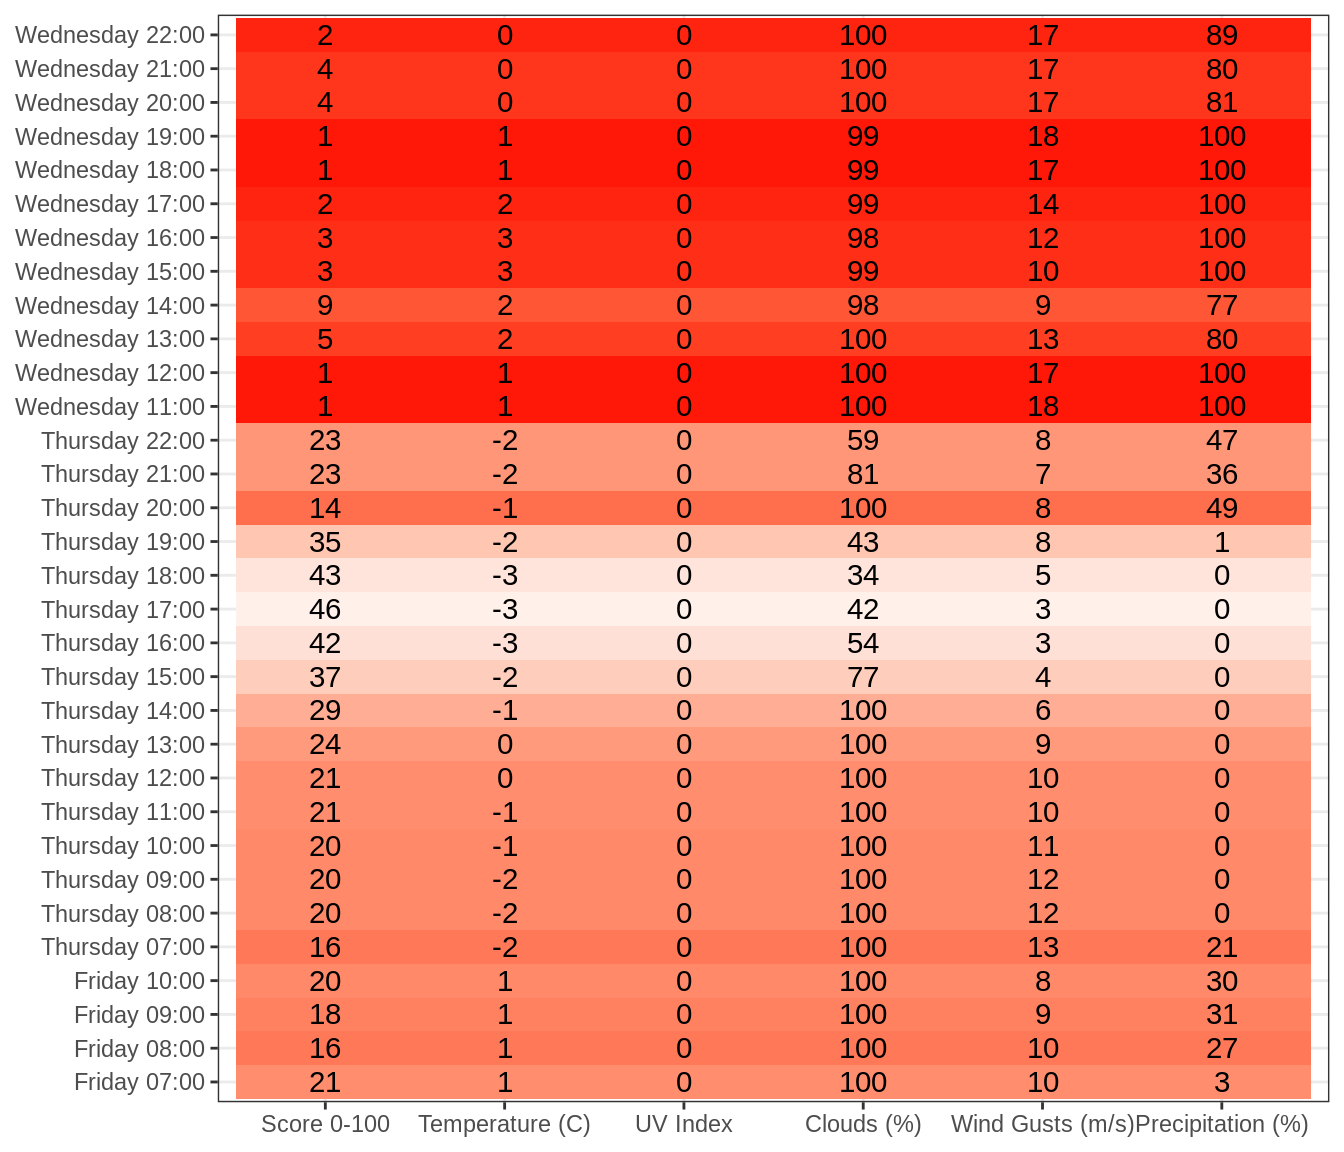 Wednesday 22:00 2 0 0 100 17 89
Wednesday 21:00 4 0 0 100 17 80
Wednesday 20:00 4 0 0 100 17 81
Wednesday 19:00 1 1 0 99 18 100
Wednesday 18:00 1 1 0 99 17 100
Wednesday 17:00 2 2 0 99 14 100
Wednesday 16:00 3 3 0 98 12 100
Wednesday 15:00 3 3 0 99 10 100
Wednesday 14:00 9 2 0 98 9 77
Wednesday 13:00 5 2 0 100 13 80
Wednesday 12:00 1 1 0 100 17 100
Wednesday 11:00 1 1 0 100 18 100
Thursday 22:00 23 -2 0 59 8 47
Thursday 21:00 23 -2 0 81 7 36
Thursday 20:00 14 -1 0 100 8 49
Thursday 19:00 35 -2 0 43 8 1
Thursday 18:00 43 -3 0 34 5 0
Thursday 17:00 46 -3 0 42 3 0
Thursday 16:00 42 -3 0 54 3 0
Thursday 15:00 37 -2 0 77 4 0
Thursday 14:00 29 -1 0 100 6 0
Thursday 13:00 24 0 0 100 9 0
Thursday 12:00 21 0 0 100 10 0
Thursday 11:00 21 -1 0 100 10 0
Thursday 10:00 20 -1 0 100 11 0
Thursday 09:00 20 -2 0 100 12 0
Thursday 08:00 20 -2 0 100 12 0
Thursday 07:00 16 -2 0 100 13 21
Friday 10:00 20 1 0 100 8 30
Friday 09:00 18 1 0 100 9 31
Friday 08:00 16 1 0 100 10 27
Friday 07:00 21 1 0 100 10 3
Score 0-100 Temperature (C) UV Index Clouds (%) Wind Gusts (m/s) Precipitation (%)